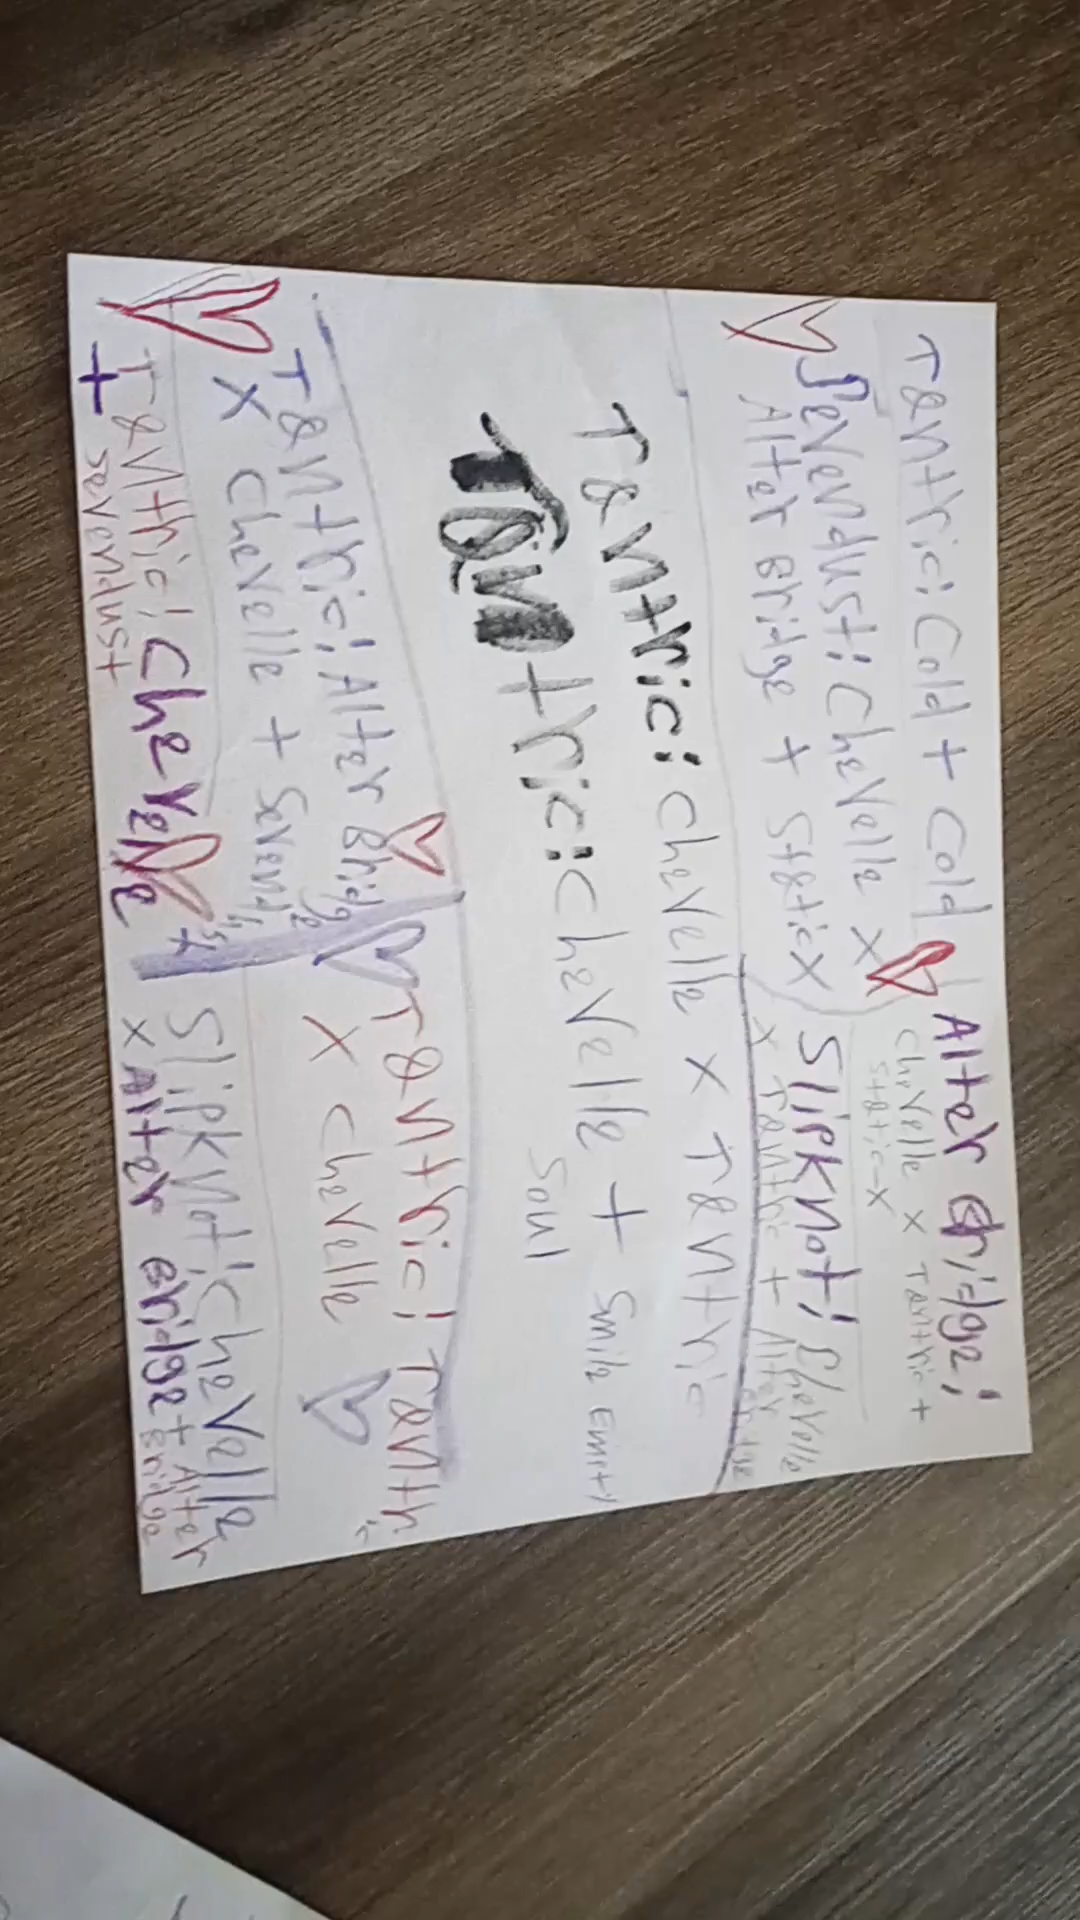 Tantric: Cold + Cold
Alter Bridge:
Chevelle x Tantric +
Static-X
Sevendust: Chevelle x
Alter Bridge + Static X
Slipknot: Chevelle
x Tantric + Alter
Bridge
Tantric: Chevelle x Tantric
Tantric: Chevelle + Smile Empty
Soul
Tantric: Alter Bridge
x Chevelle + Sevendust
Tantric: Tantric
x Chevelle
Tantric: Chevelle
+ Sevendust
Slipknot: Chevelle
x Alter Bridge + Alter
Bridge